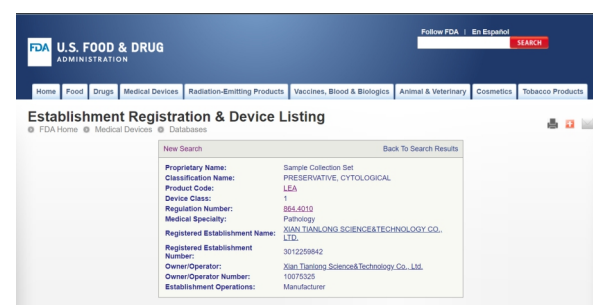 Follow FDA | En Español
FDA U.S. FOOD & DRUG
ADMINISTRATION
SEARCH
Home Food Drugs Medical Devices Radiation-Emitting Products Vaccines, Blood & Biologics Animal & Veterinary Cosmetics Tobacco Products
Establishment Registration & Device Listing
FDA Home Medical Devices Databases
New Search Back To Search Results
Proprietary Name: Sample Collection Set
Classification Name: PRESERVATIVE, CYTOLOGICAL
Product Code: LEA
Device Class: 1
Regulation Number: 864.4010
Medical Specialty: Pathology
Registered Establishment Name: XIAN TIANLONG SCIENCE&TECHNOLOGY CO.,
LTD.
Registered Establishment
Number: 3012259842
Owner/Operator: Xian Tianlong Science&Technology Co., Ltd.
Owner/Operator Number: 10075325
Establishment Operations: Manufacturer